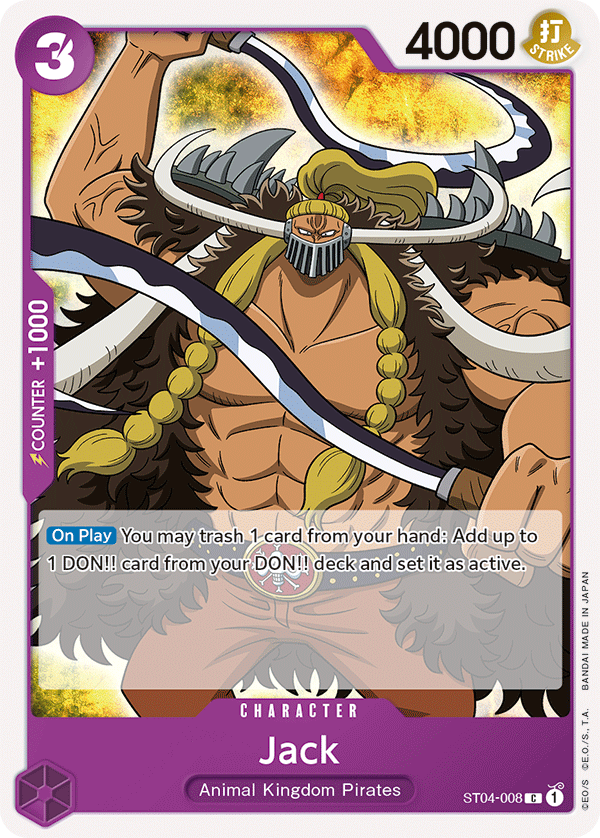 3
4000
打
STRIKE
COUNTER +1000
On Play You may trash 1 card from your hand: Add up to
1 DON!! card from your DON!! deck and set it as active.
CHARACTER
Jack
Animal Kingdom Pirates
ST04-008 C 1
©E.O/S ©E.O./S., T.A. BANDAI MADE IN JAPAN